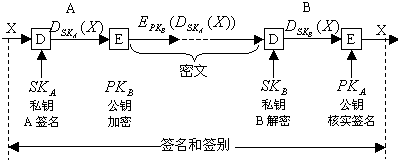 A
B
X
D_{SK_A}(X)
E_{PK_B}(D_{SK_A}(X))
D_{SK_B}(X)
X
D
E
D
E
密文
SK_A
PK_B
SK_B
PK_A
私钥
公钥
私钥
公钥
A 签名
加密
B 解密
核实签名
签名和签别